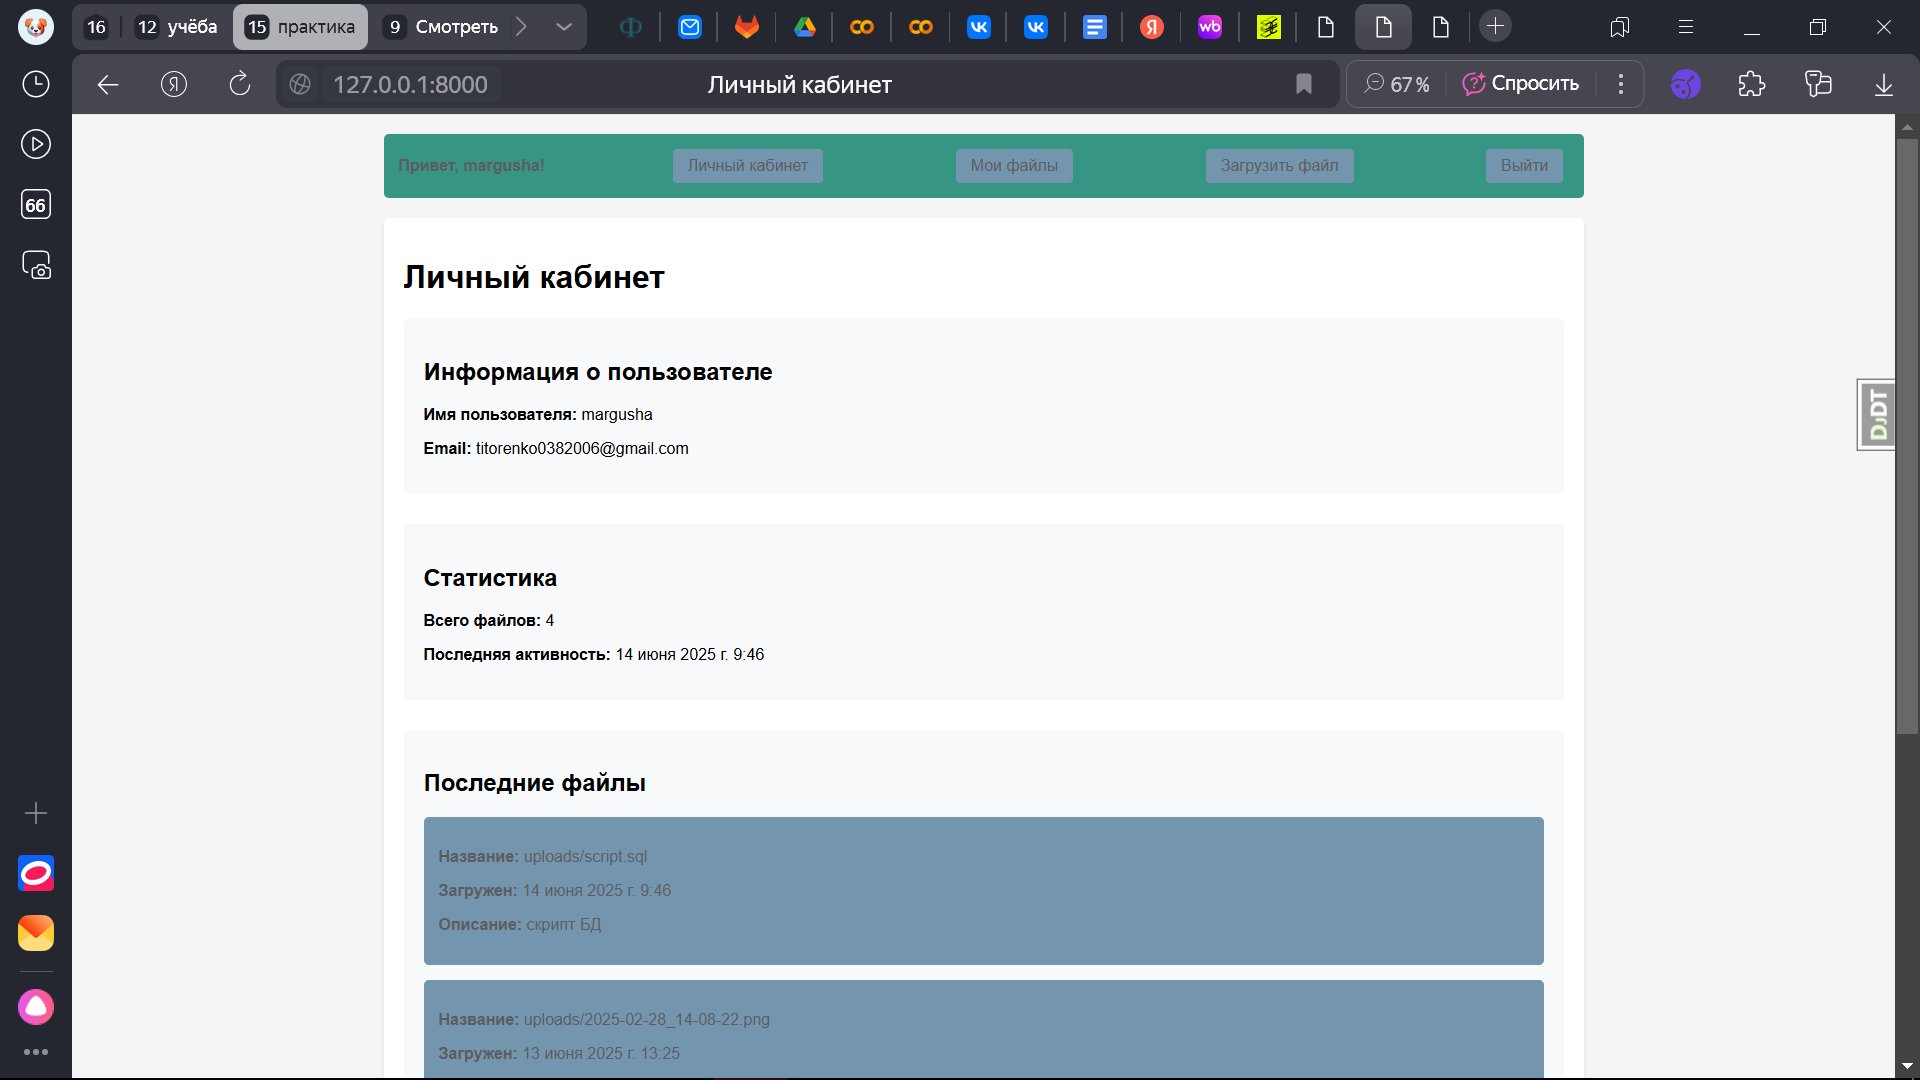 16 12 учёба 15 практика 9 Смотреть
Ф VK VK Я wb
Я 127.0.0.1:8000 Личный кабинет 67 % Спросить
66
Привет, margusha! Личный кабинет Мои файлы Загрузить файл Выйти
Личный кабинет
Информация о пользователе
Имя пользователя: margusha
Email: titorenko0382006@gmail.com
DJDT
Статистика
Всего файлов: 4
Последняя активность: 14 июня 2025 г. 9:46
Последние файлы
Название: uploads/script.sql
Загружен: 14 июня 2025 г. 9:46
Описание: скрипт БД
Название: uploads/2025-02-28_14-08-22.png
Загружен: 13 июня 2025 г. 13:25